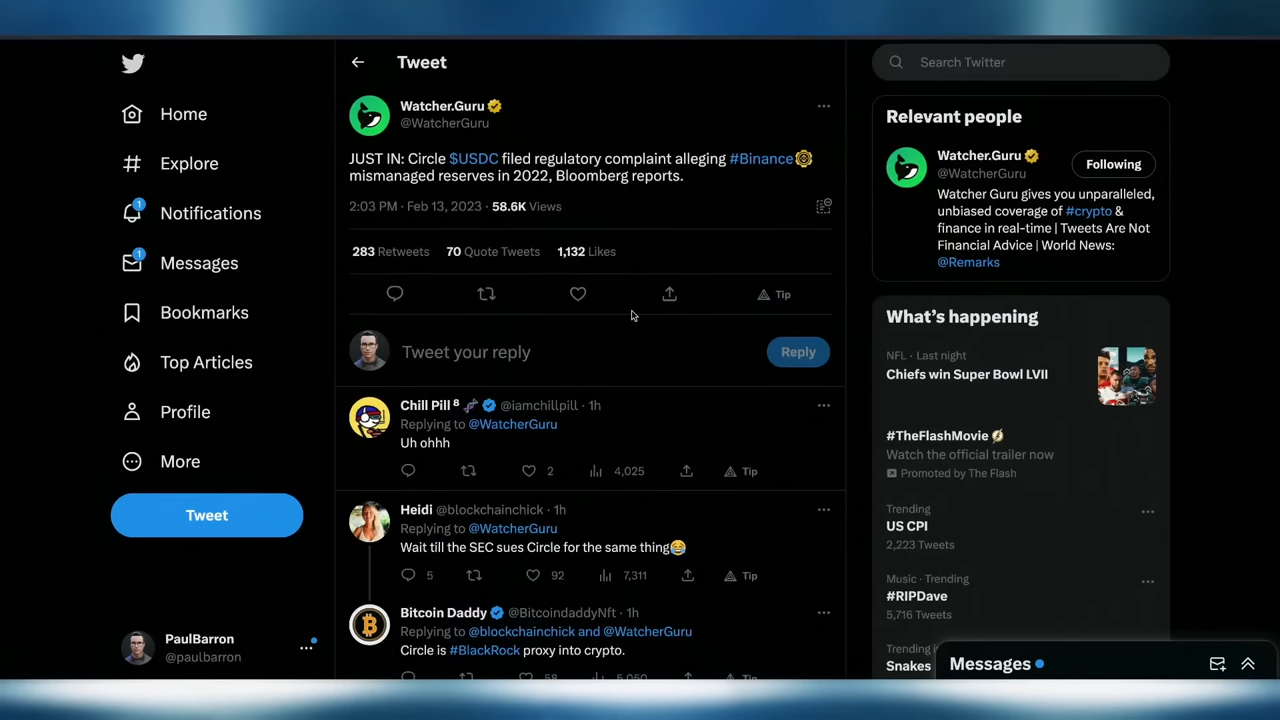 Home
Explore
1
Notifications
1
Messages
Bookmarks
Top Articles
Profile
More
Tweet
PaulBarron
@paulbarron
Tweet
Watcher.Guru
@WatcherGuru
JUST IN: Circle $USDC filed regulatory complaint alleging #Binance
mismanaged reserves in 2022, Bloomberg reports.
2:03 PM · Feb 13, 2023 · 58.6K Views
283 Retweets 70 Quote Tweets 1,132 Likes
Tip
Tweet your reply
Reply
Chill Pill 8 @iamchillpill · 1h
Replying to @WatcherGuru
Uh ohhh
2 4,025 Tip
Heidi @blockchainchick · 1h
Replying to @WatcherGuru
Wait till the SEC sues Circle for the same thing😂
5 92 7,311 Tip
Bitcoin Daddy @BitcoindaddyNft · 1h
Replying to @blockchainchick and @WatcherGuru
Circle is #BlackRock proxy into crypto.
58 5,050 Tip
Search Twitter
Relevant people
Watcher.Guru
@WatcherGuru
Following
Watcher Guru gives you unparalleled,
unbiased coverage of #crypto &
finance in real-time | Tweets Are Not
Financial Advice | World News:
@Remarks
What's happening
NFL · Last night
Chiefs win Super Bowl LVII
#TheFlashMovie
Watch the official trailer now
Promoted by The Flash
Trending
US CPI
2,223 Tweets
Music · Trending
#RIPDave
5,716 Tweets
Trending
Snakes
Messages